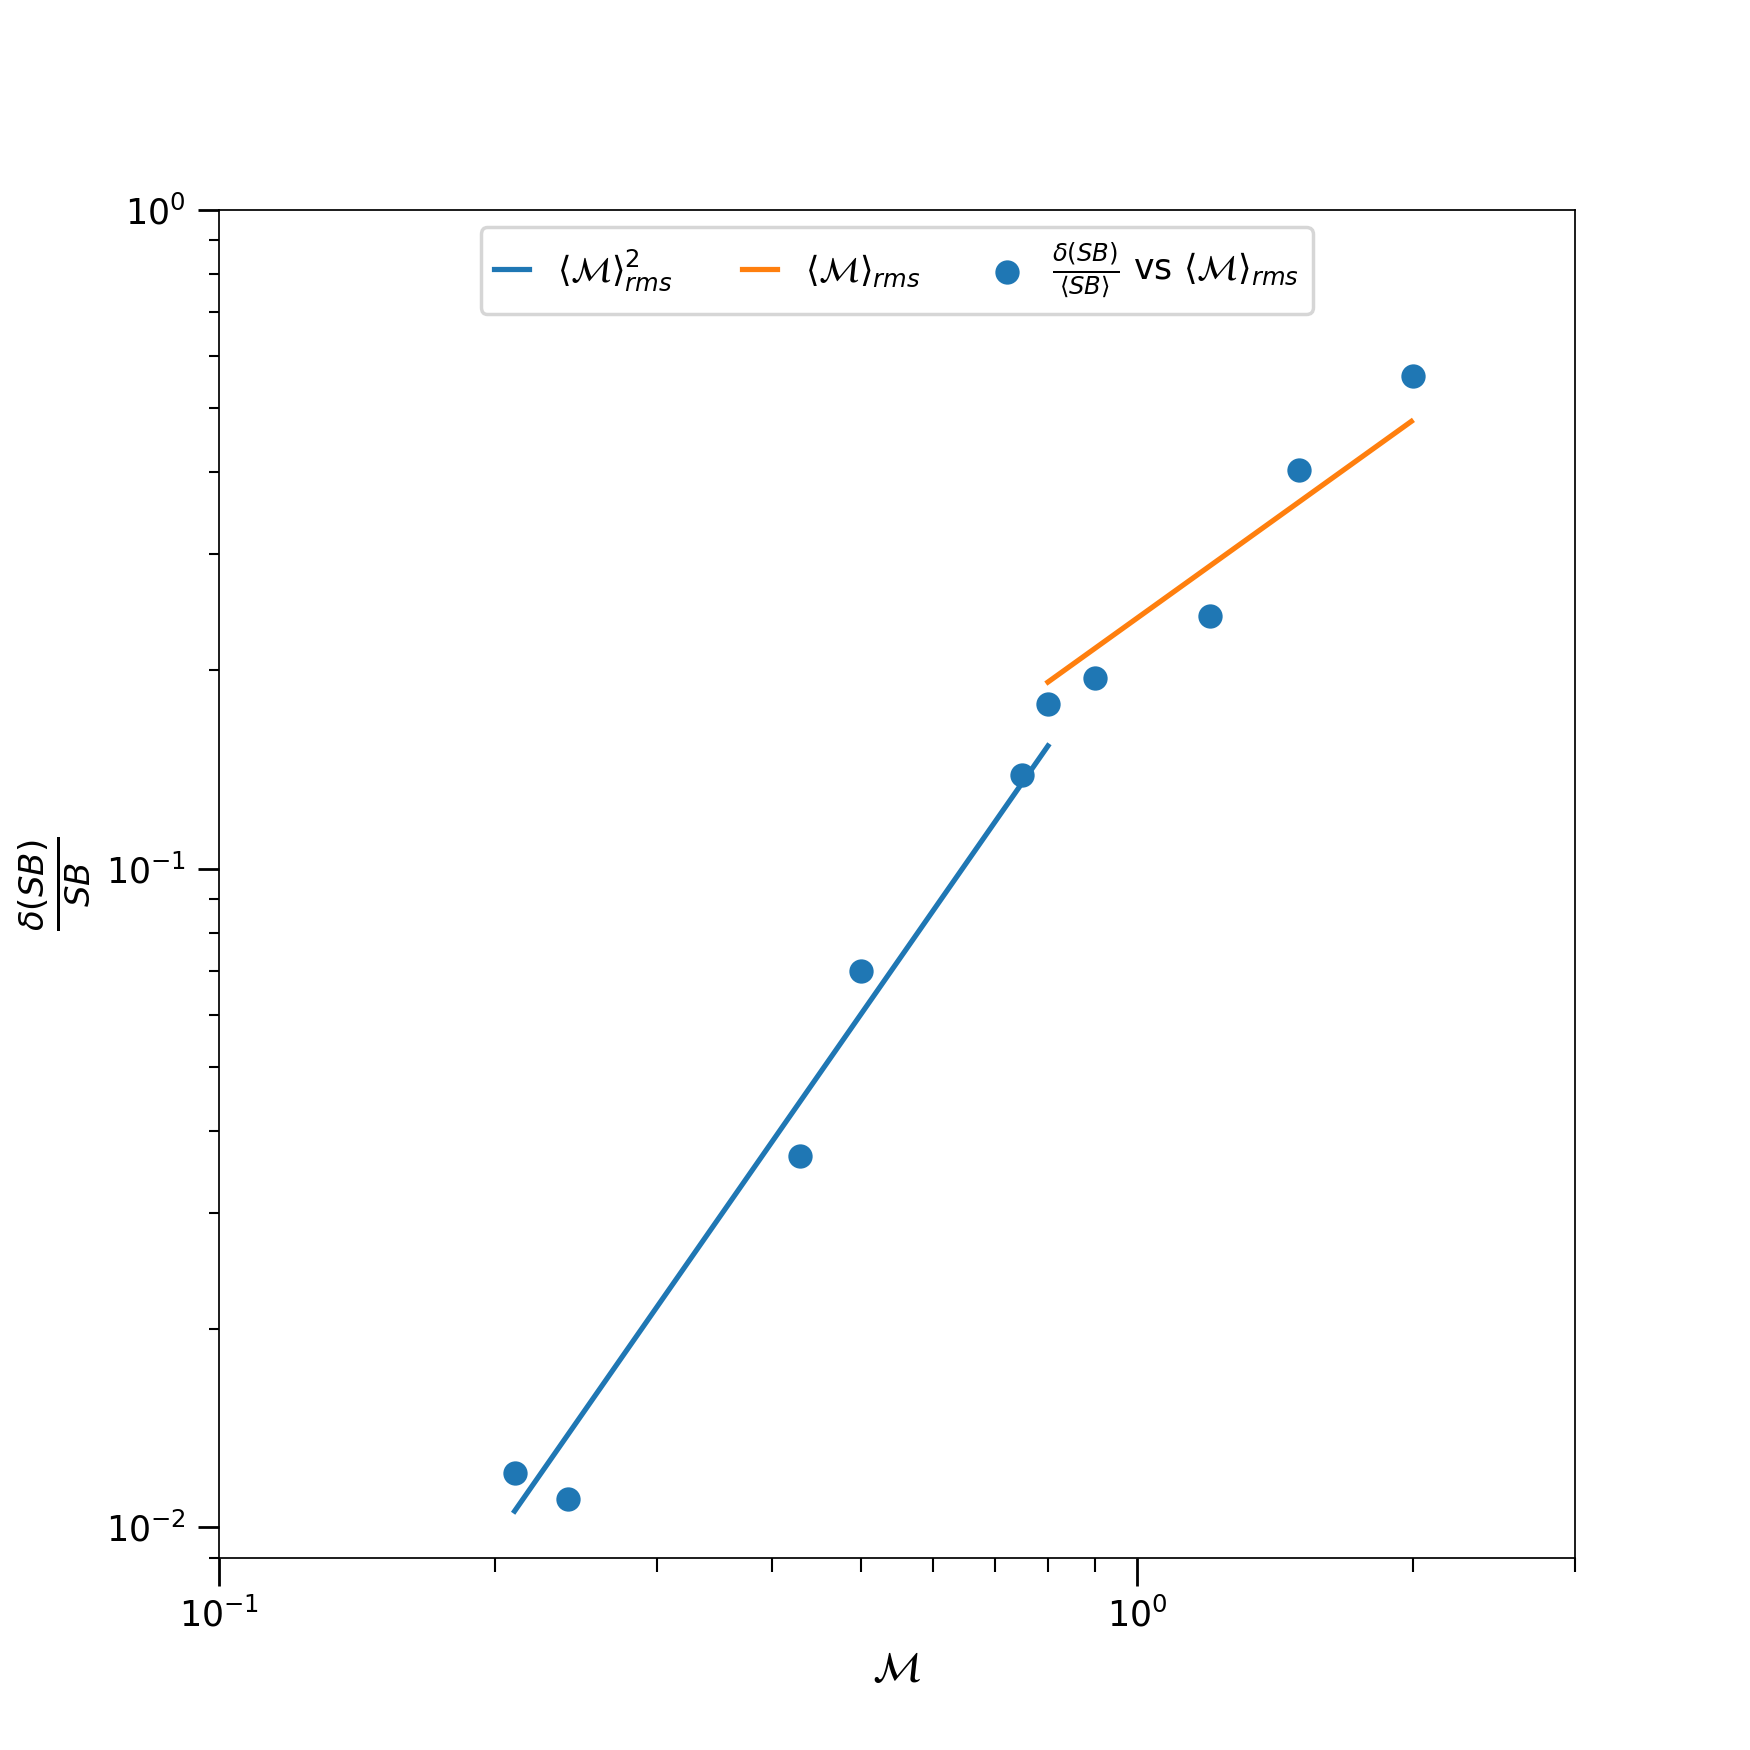 ⟨ℳ⟩²ᵣₘₛ ⟨ℳ⟩ᵣₘₛ δ(SB)/⟨SB⟩ vs ⟨ℳ⟩ᵣₘₛ
10⁰
10⁻¹
10⁻²
δ(SB)/SB
10⁻¹ 10⁰
ℳ